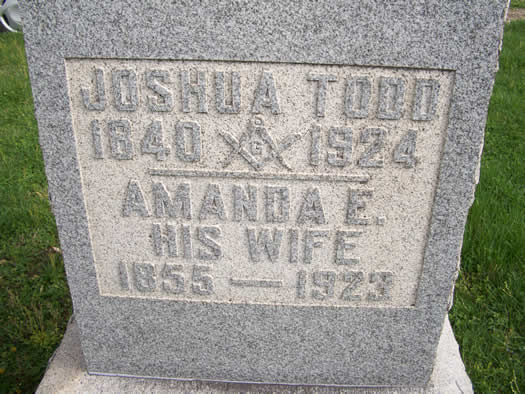 JOSHUA TODD
1840 G 1924
AMANDA E.
HIS WIFE
1855 — 1923